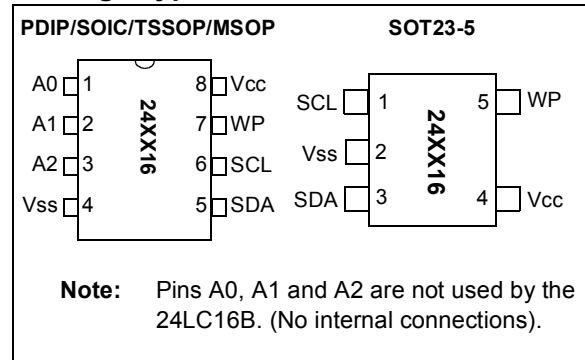 PDIP/SOIC/TSSOP/MSOP
A0 1 8 Vcc
A1 2 7 WP
A2 3 6 SCL
Vss 4 5 SDA
24XX16
SOT23-5
SCL 1 5 WP
Vss 2
SDA 3 4 Vcc
24XX16
Note: Pins A0, A1 and A2 are not used by the
24LC16B. (No internal connections).